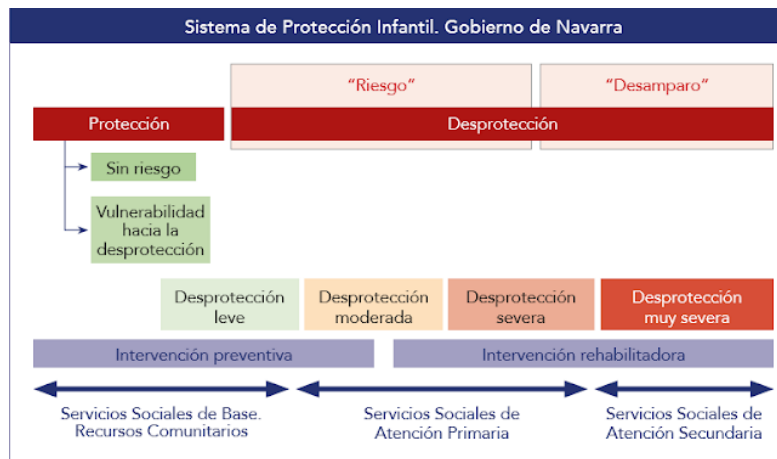 Sistema de Protección Infantil. Gobierno de Navarra
“Riesgo”
“Desamparo”
Protección
Desprotección
Sin riesgo
Vulnerabilidad
hacia la
desprotección
Desprotección
leve
Desprotección
moderada
Desprotección
severa
Desprotección
muy severa
Intervención preventiva
Intervención rehabilitadora
Servicios Sociales de Base.
Recursos Comunitarios
Servicios Sociales de
Atención Primaria
Servicios Sociales de
Atención Secundaria